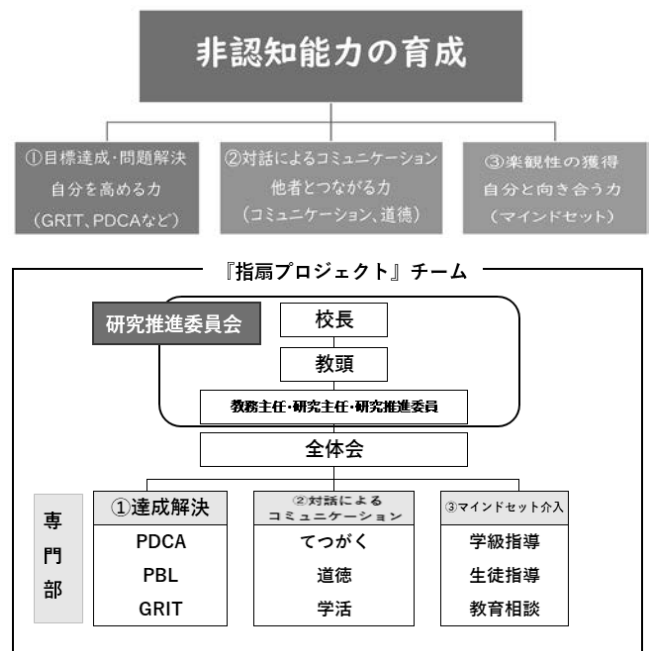 非認知能力の育成
①目標達成・問題解決
自分を高める力
(GRIT、PDCAなど)
②対話によるコミュニケーション
他者とつながる力
(コミュニケーション、道徳)
③楽観性の獲得
自分と向き合う力
(マインドセット)
『指扇プロジェクト』チーム
研究推進委員会
校長
教頭
教務主任・研究主任・研究推進委員
全体会
専門部
①達成解決
PDCA
PBL
GRIT
②対話による
コミュニケーション
てつがく
道徳
学活
③マインドセット介入
学級指導
生徒指導
教育相談